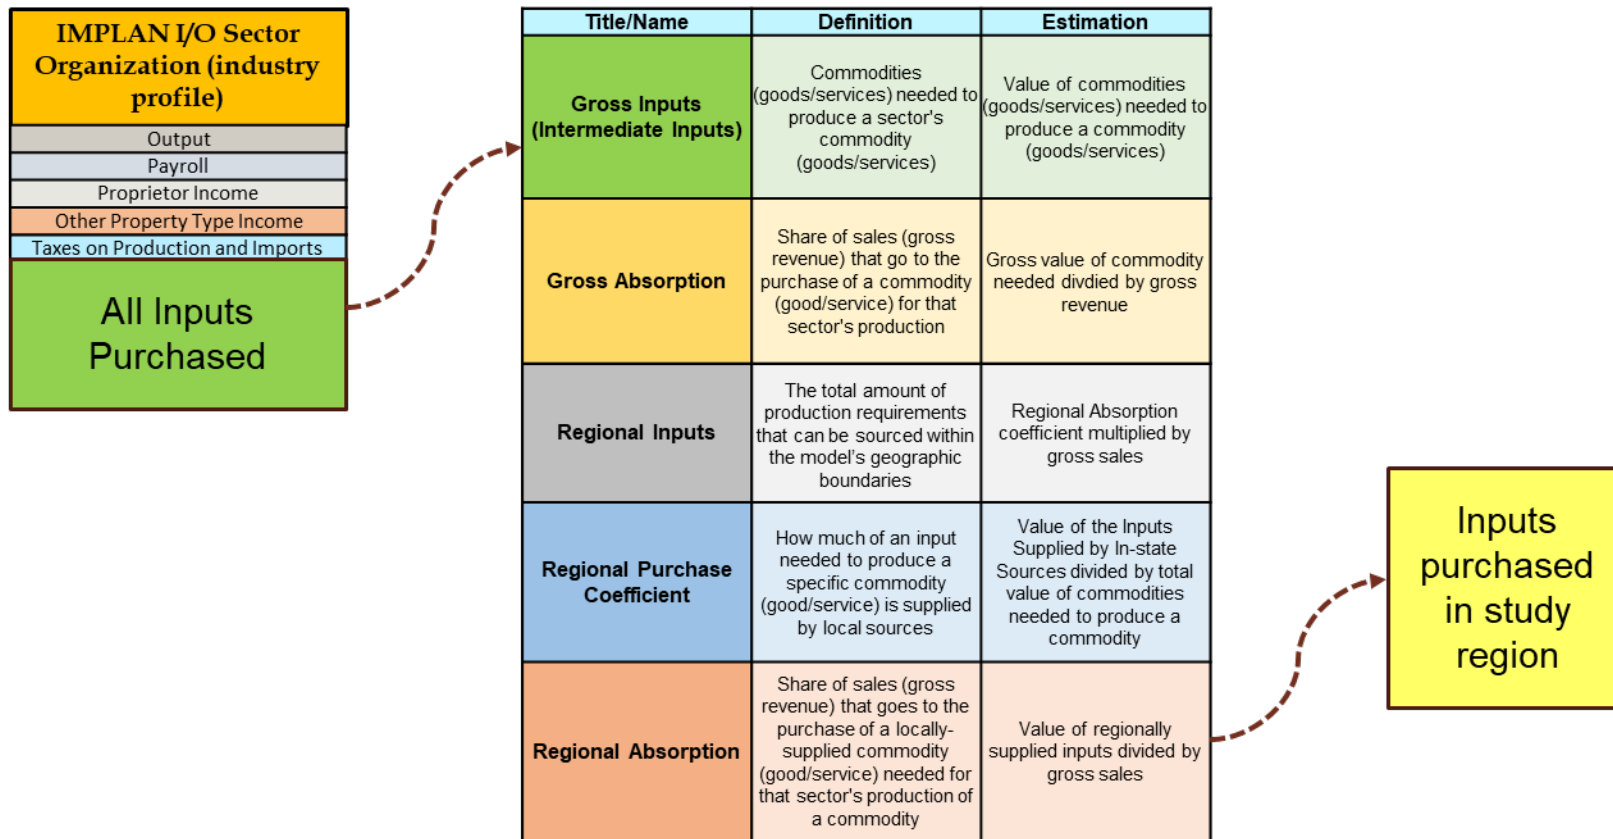 IMPLAN I/O Sector
Organization (industry
profile)
Output
Payroll
Proprietor Income
Other Property Type Income
Taxes on Production and Imports
All Inputs
Purchased
Title/Name
Definition
Estimation
Gross Inputs
(Intermediate Inputs)
Commodities
(goods/services) needed to
produce a sector's
commodity
(goods/services)
Value of commodities
(goods/services) needed to
produce a commodity
(goods/services)
Gross Absorption
Share of sales (gross
revenue) that go to the
purchase of a commodity
(good/service) for that
sector's production
Gross value of commodity
needed divdied by gross
revenue
Regional Inputs
The total amount of
production requirements
that can be sourced within
the model’s geographic
boundaries
Regional Absorption
coefficient multiplied by
gross sales
Regional Purchase
Coefficient
How much of an input
needed to produce a
specific commodity
(good/service) is supplied
by local sources
Value of the Inputs
Supplied by In-state
Sources divided by total
value of commodities
needed to produce a
commodity
Regional Absorption
Share of sales (gross
revenue) that goes to the
purchase of a locally-
supplied commodity
(good/service) needed for
that sector's production of
a commodity
Value of regionally
supplied inputs divided by
gross sales
Inputs
purchased
in study
region